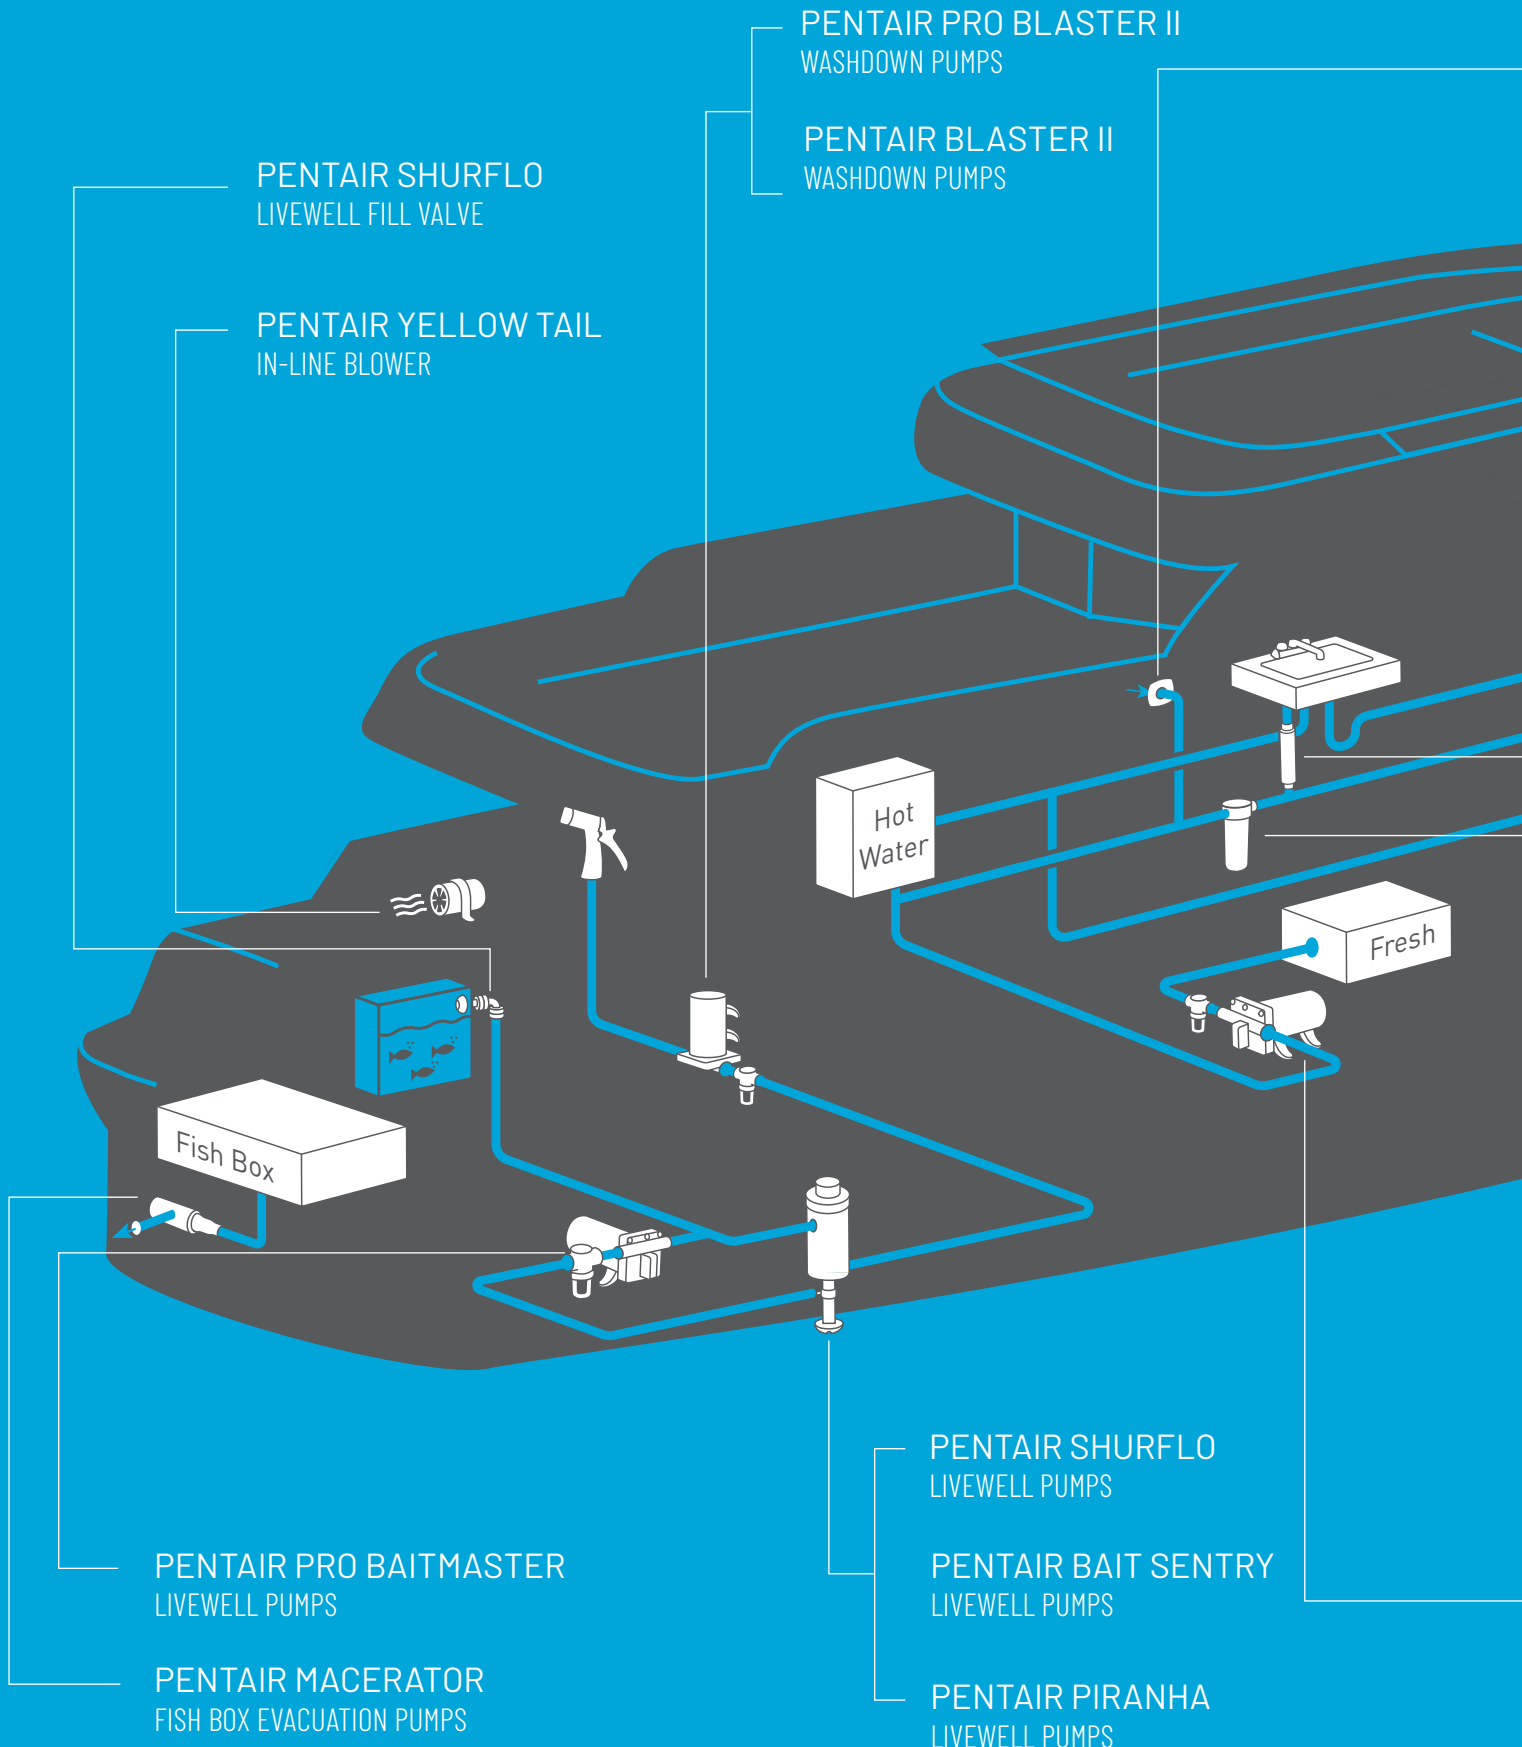 PENTAIR PRO BLASTER II
WASHDOWN PUMPS
PENTAIR BLASTER II
WASHDOWN PUMPS
PENTAIR SHURFLO
LIVEWELL FILL VALVE
PENTAIR YELLOW TAIL
IN-LINE BLOWER
Hot
Water
Fresh
Fish Box
PENTAIR SHURFLO
LIVEWELL PUMPS
PENTAIR PRO BAITMASTER
LIVEWELL PUMPS
PENTAIR BAIT SENTRY
LIVEWELL PUMPS
PENTAIR MACERATOR
FISH BOX EVACUATION PUMPS
PENTAIR PIRANHA
LIVEWELL PUMPS